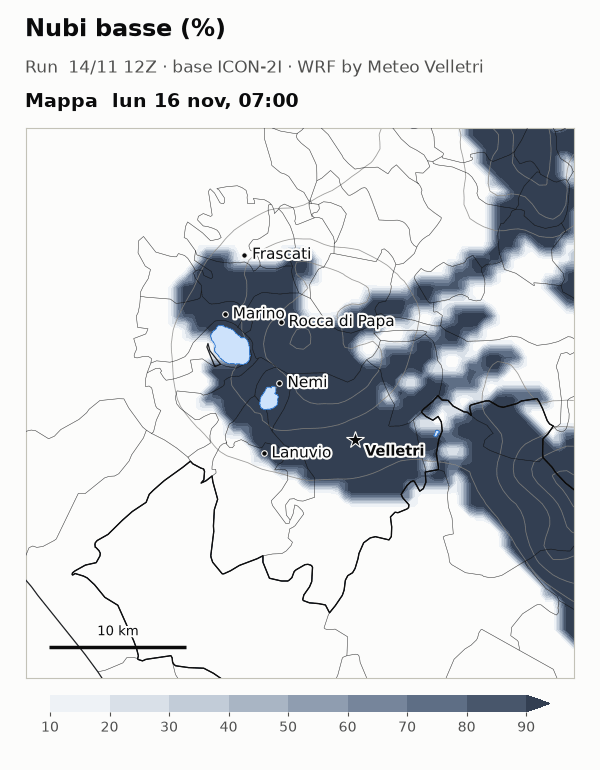 Nubi basse (%)
Run  14/11 12Z · base ICON-2I · WRF by Meteo Velletri
Mappa  lun 16 nov, 07:00
Frascati
Marino
Rocca di Papa
Nemi
Velletri
Lanuvio
10 km
10 20 30 40 50 60 70 80 90